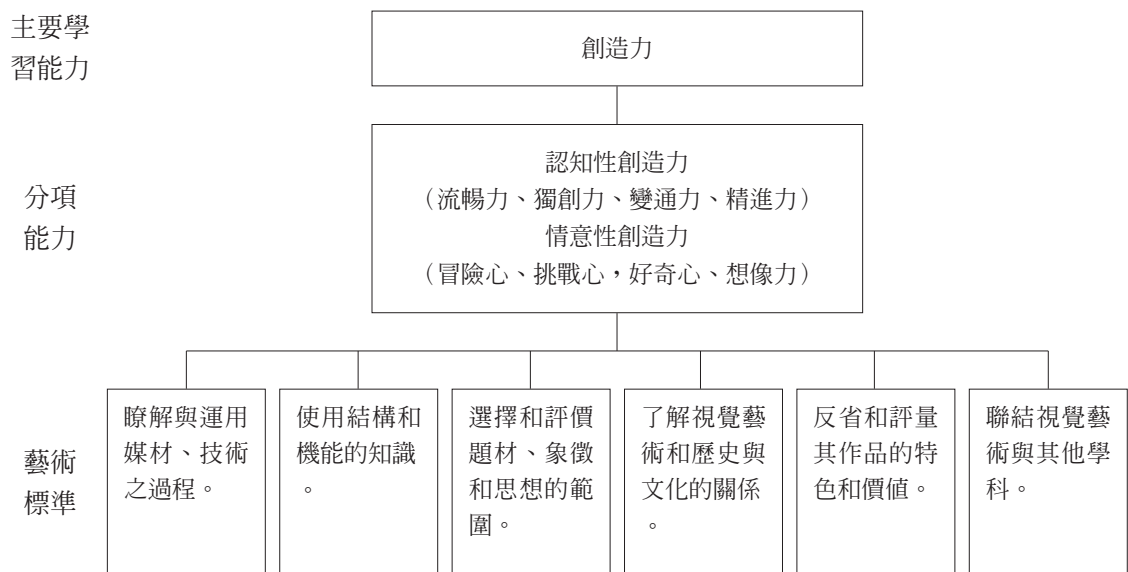 主要學
習能力
創造力
分項
能力
認知性創造力
（流暢力、獨創力、變通力、精進力）
情意性創造力
（冒險心、挑戰心，好奇心、想像力）
藝術
標準
瞭解與運用
媒材、技術
之過程。
使用結構和
機能的知識
。
選擇和評價
題材、象徵
和思想的範
圍。
了解視覺藝
術和歷史與
文化的關係
。
反省和評量
其作品的特
色和價值。
聯結視覺藝
術與其他學
科。